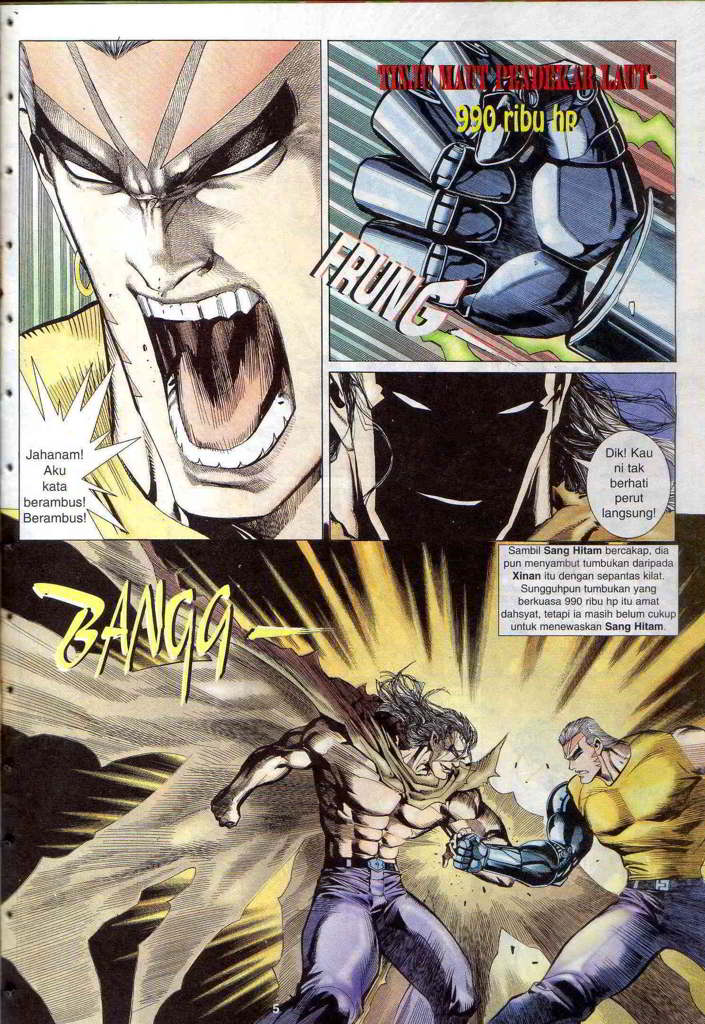 TINJU MAUT PENDEKAR LAUT-
990 ribu hp
FRUNG
Jahanam!
Aku
kata
berambus!
Berambus!
Dik! Kau
ni tak
berhati
perut
langsung!
Sambil Sang Hitam bercakap, dia
pun menyambut tumbukan daripada
Xinan itu dengan sepantas kilat.
Sungguhpun tumbukan yang
berkuasa 990 ribu hp itu amat
dahsyat, tetapi ia masih belum cukup
untuk menewaskan Sang Hitam.
BANGG—
5